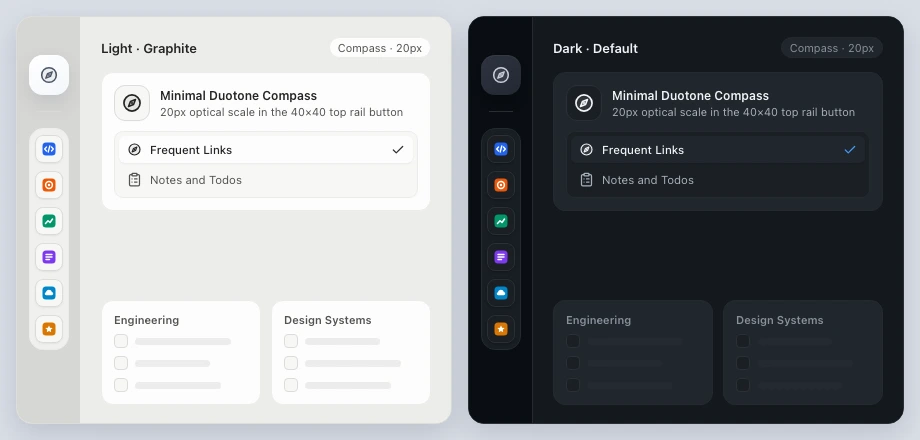 Light · Graphite
Compass · 20px
Minimal Duotone Compass
20px optical scale in the 40×40 top rail button
Frequent Links
Notes and Todos
Engineering
Design Systems
Dark · Default
Compass · 20px
Minimal Duotone Compass
20px optical scale in the 40×40 top rail button
Frequent Links
Notes and Todos
Engineering
Design Systems